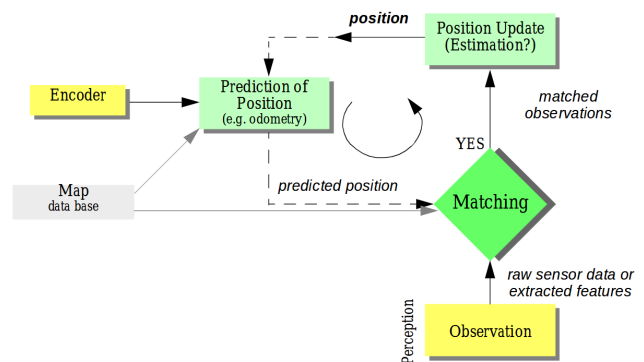 position
Position Update
(Estimation?)
Encoder
Prediction of
Position
(e.g. odometry)
matched
observations
YES
predicted position
Map
data base
Matching
raw sensor data or
extracted features
Perception
Observation